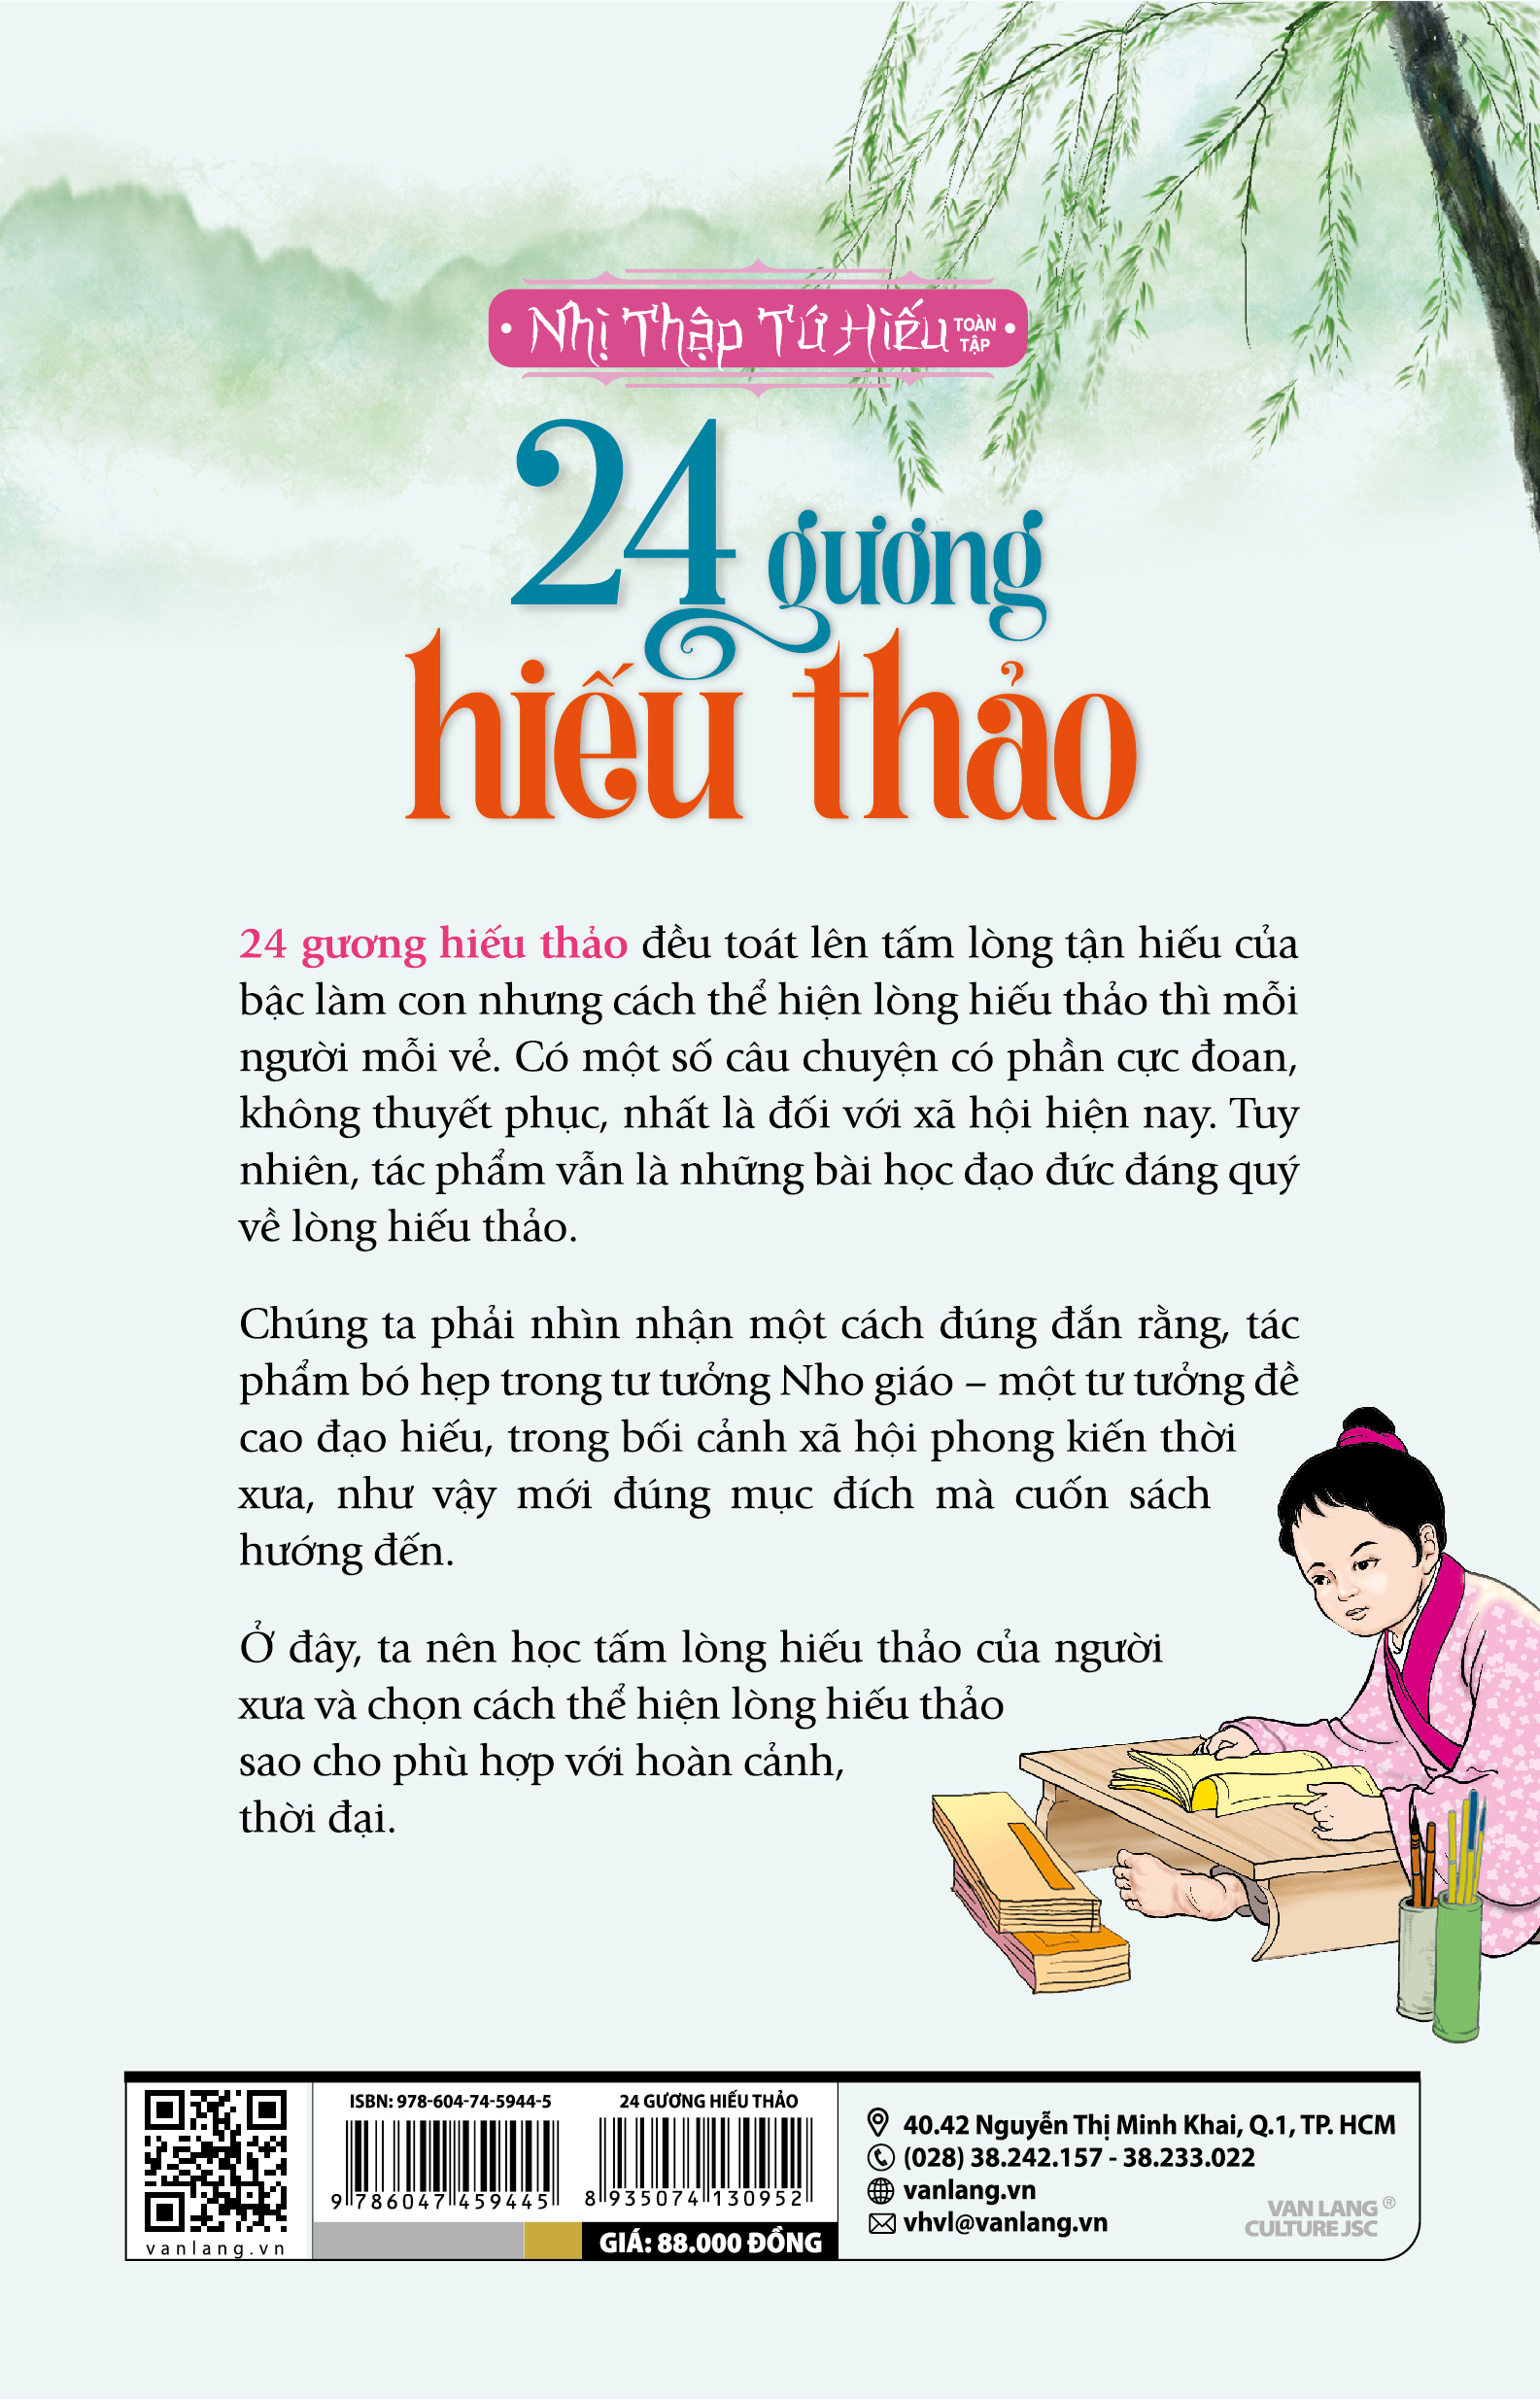 Nhị Thập Tứ Hiếu TOÀN TẬP
24 gương
hiếu thảo
24 gương hiếu thảo đều toát lên tấm lòng tận hiếu của
bậc làm con nhưng cách thể hiện lòng hiếu thảo thì mỗi
người mỗi vẻ. Có một số câu chuyện có phần cực đoan,
không thuyết phục, nhất là đối với xã hội hiện nay. Tuy
nhiên, tác phẩm vẫn là những bài học đạo đức đáng quý
về lòng hiếu thảo.
Chúng ta phải nhìn nhận một cách đúng đắn rằng, tác
phẩm bó hẹp trong tư tưởng Nho giáo – một tư tưởng đề
cao đạo hiếu, trong bối cảnh xã hội phong kiến thời
xưa, như vậy mới đúng mục đích mà cuốn sách
hướng đến.
Ở đây, ta nên học tấm lòng hiếu thảo của người
xưa và chọn cách thể hiện lòng hiếu thảo
sao cho phù hợp với hoàn cảnh,
thời đại.
vanlang.vn
ISBN: 978-604-74-5944-5
9 786047 459445
24 GƯƠNG HIẾU THẢO
8 935074 130952
GIÁ: 88.000 ĐỒNG
40.42 Nguyễn Thị Minh Khai, Q.1, TP. HCM
(028) 38.242.157 - 38.233.022
vanlang.vn
vhvl@vanlang.vn
VAN LANG ®
CULTURE JSC